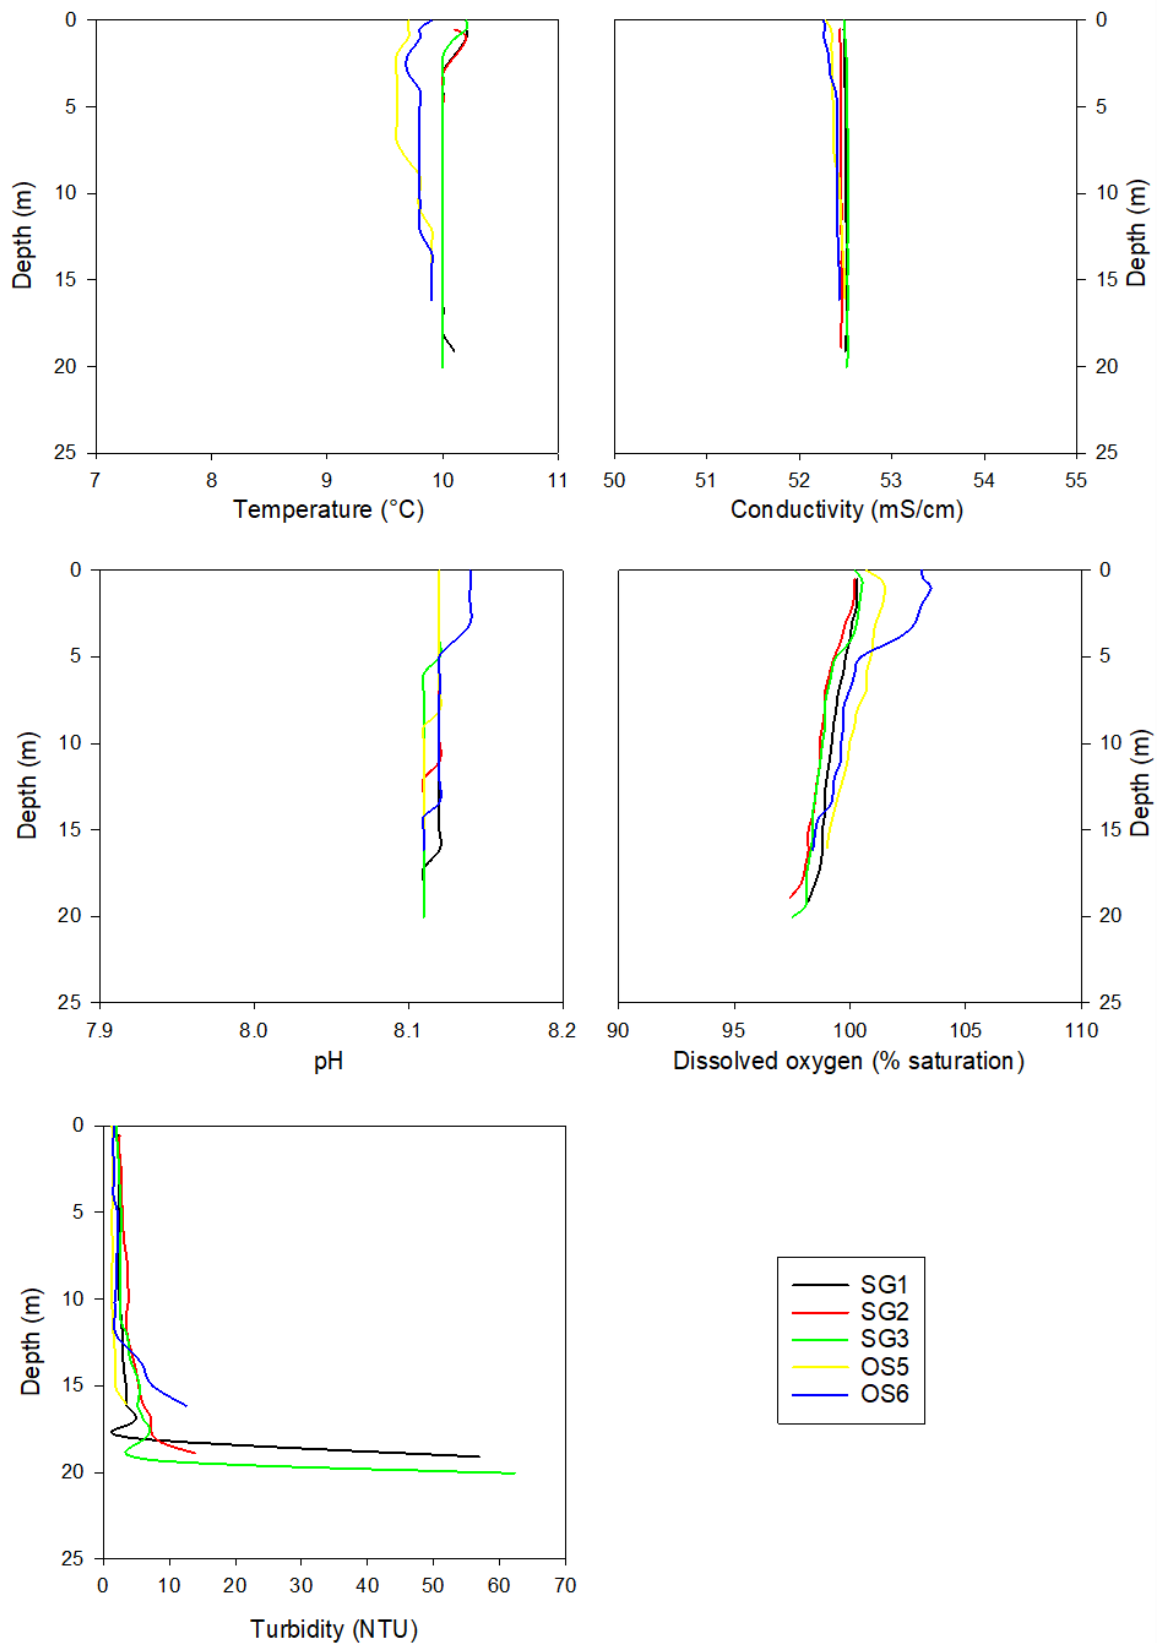 0
5
10
15
20
25
Depth (m)
7 8 9 10 11
Temperature (°C)
0
5
10
15
20
25
Depth (m)
50 51 52 53 54 55
Conductivity (mS/cm)
0
5
10
15
20
25
Depth (m)
7.9 8.0 8.1 8.2
pH
0
5
10
15
20
25
Depth (m)
90 95 100 105 110
Dissolved oxygen (% saturation)
0
5
10
15
20
25
Depth (m)
0 10 20 30 40 50 60 70
Turbidity (NTU)
SG1
SG2
SG3
OS5
OS6